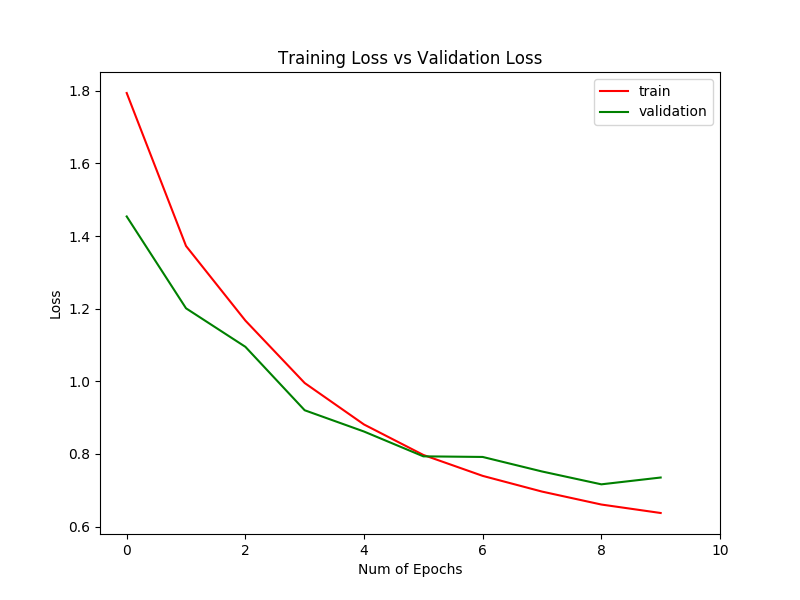 Training Loss vs Validation Loss
train
validation
1.8
1.6
1.4
1.2
1.0
0.8
0.6
Loss
0 2 4 6 8 10
Num of Epochs